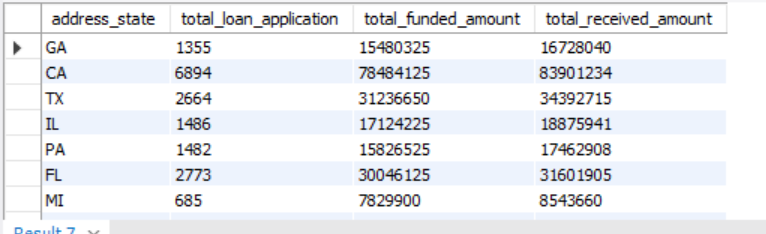 address_state total_loan_application total_funded_amount total_received_amount
GA 1355 15480325 16728040
CA 6894 78484125 83901234
TX 2664 31236650 34392715
IL 1486 17124225 18875941
PA 1482 15826525 17462908
FL 2773 30046125 31601905
MI 685 7829900 8543660
Result 7